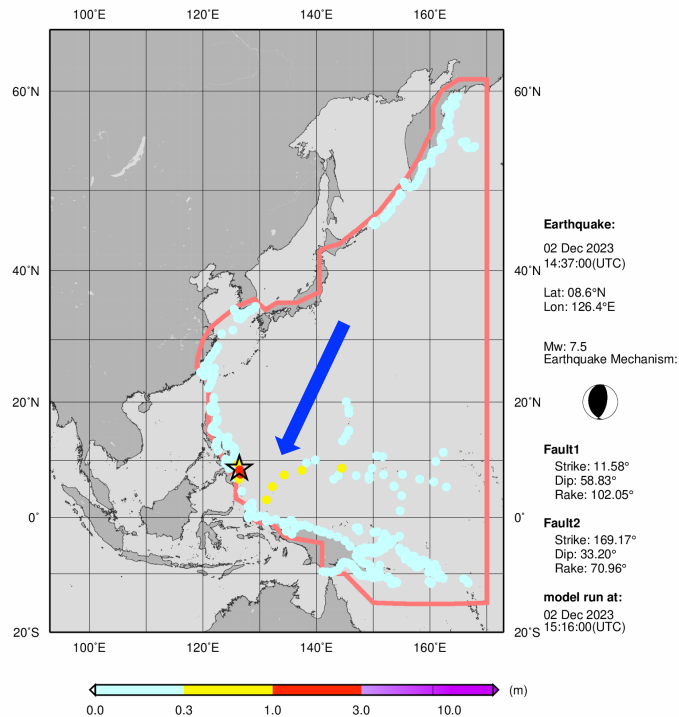 100˚E 120˚E 140˚E 160˚E
60˚N 60˚N
40˚N 40˚N
20˚N 20˚N
0˚ 0˚
20˚S 20˚S
100˚E 120˚E 140˚E 160˚E
Earthquake:
02 Dec 2023
14:37:00(UTC)
Lat: 08.6°N
Lon: 126.4°E
Mw: 7.5
Earthquake Mechanism:
Fault1
Strike: 11.58°
Dip: 58.83°
Rake: 102.05°
Fault2
Strike: 169.17°
Dip: 33.20°
Rake: 70.96°
model run at:
02 Dec 2023
15:16:00(UTC)
(m)
0.0 0.3 1.0 3.0 10.0